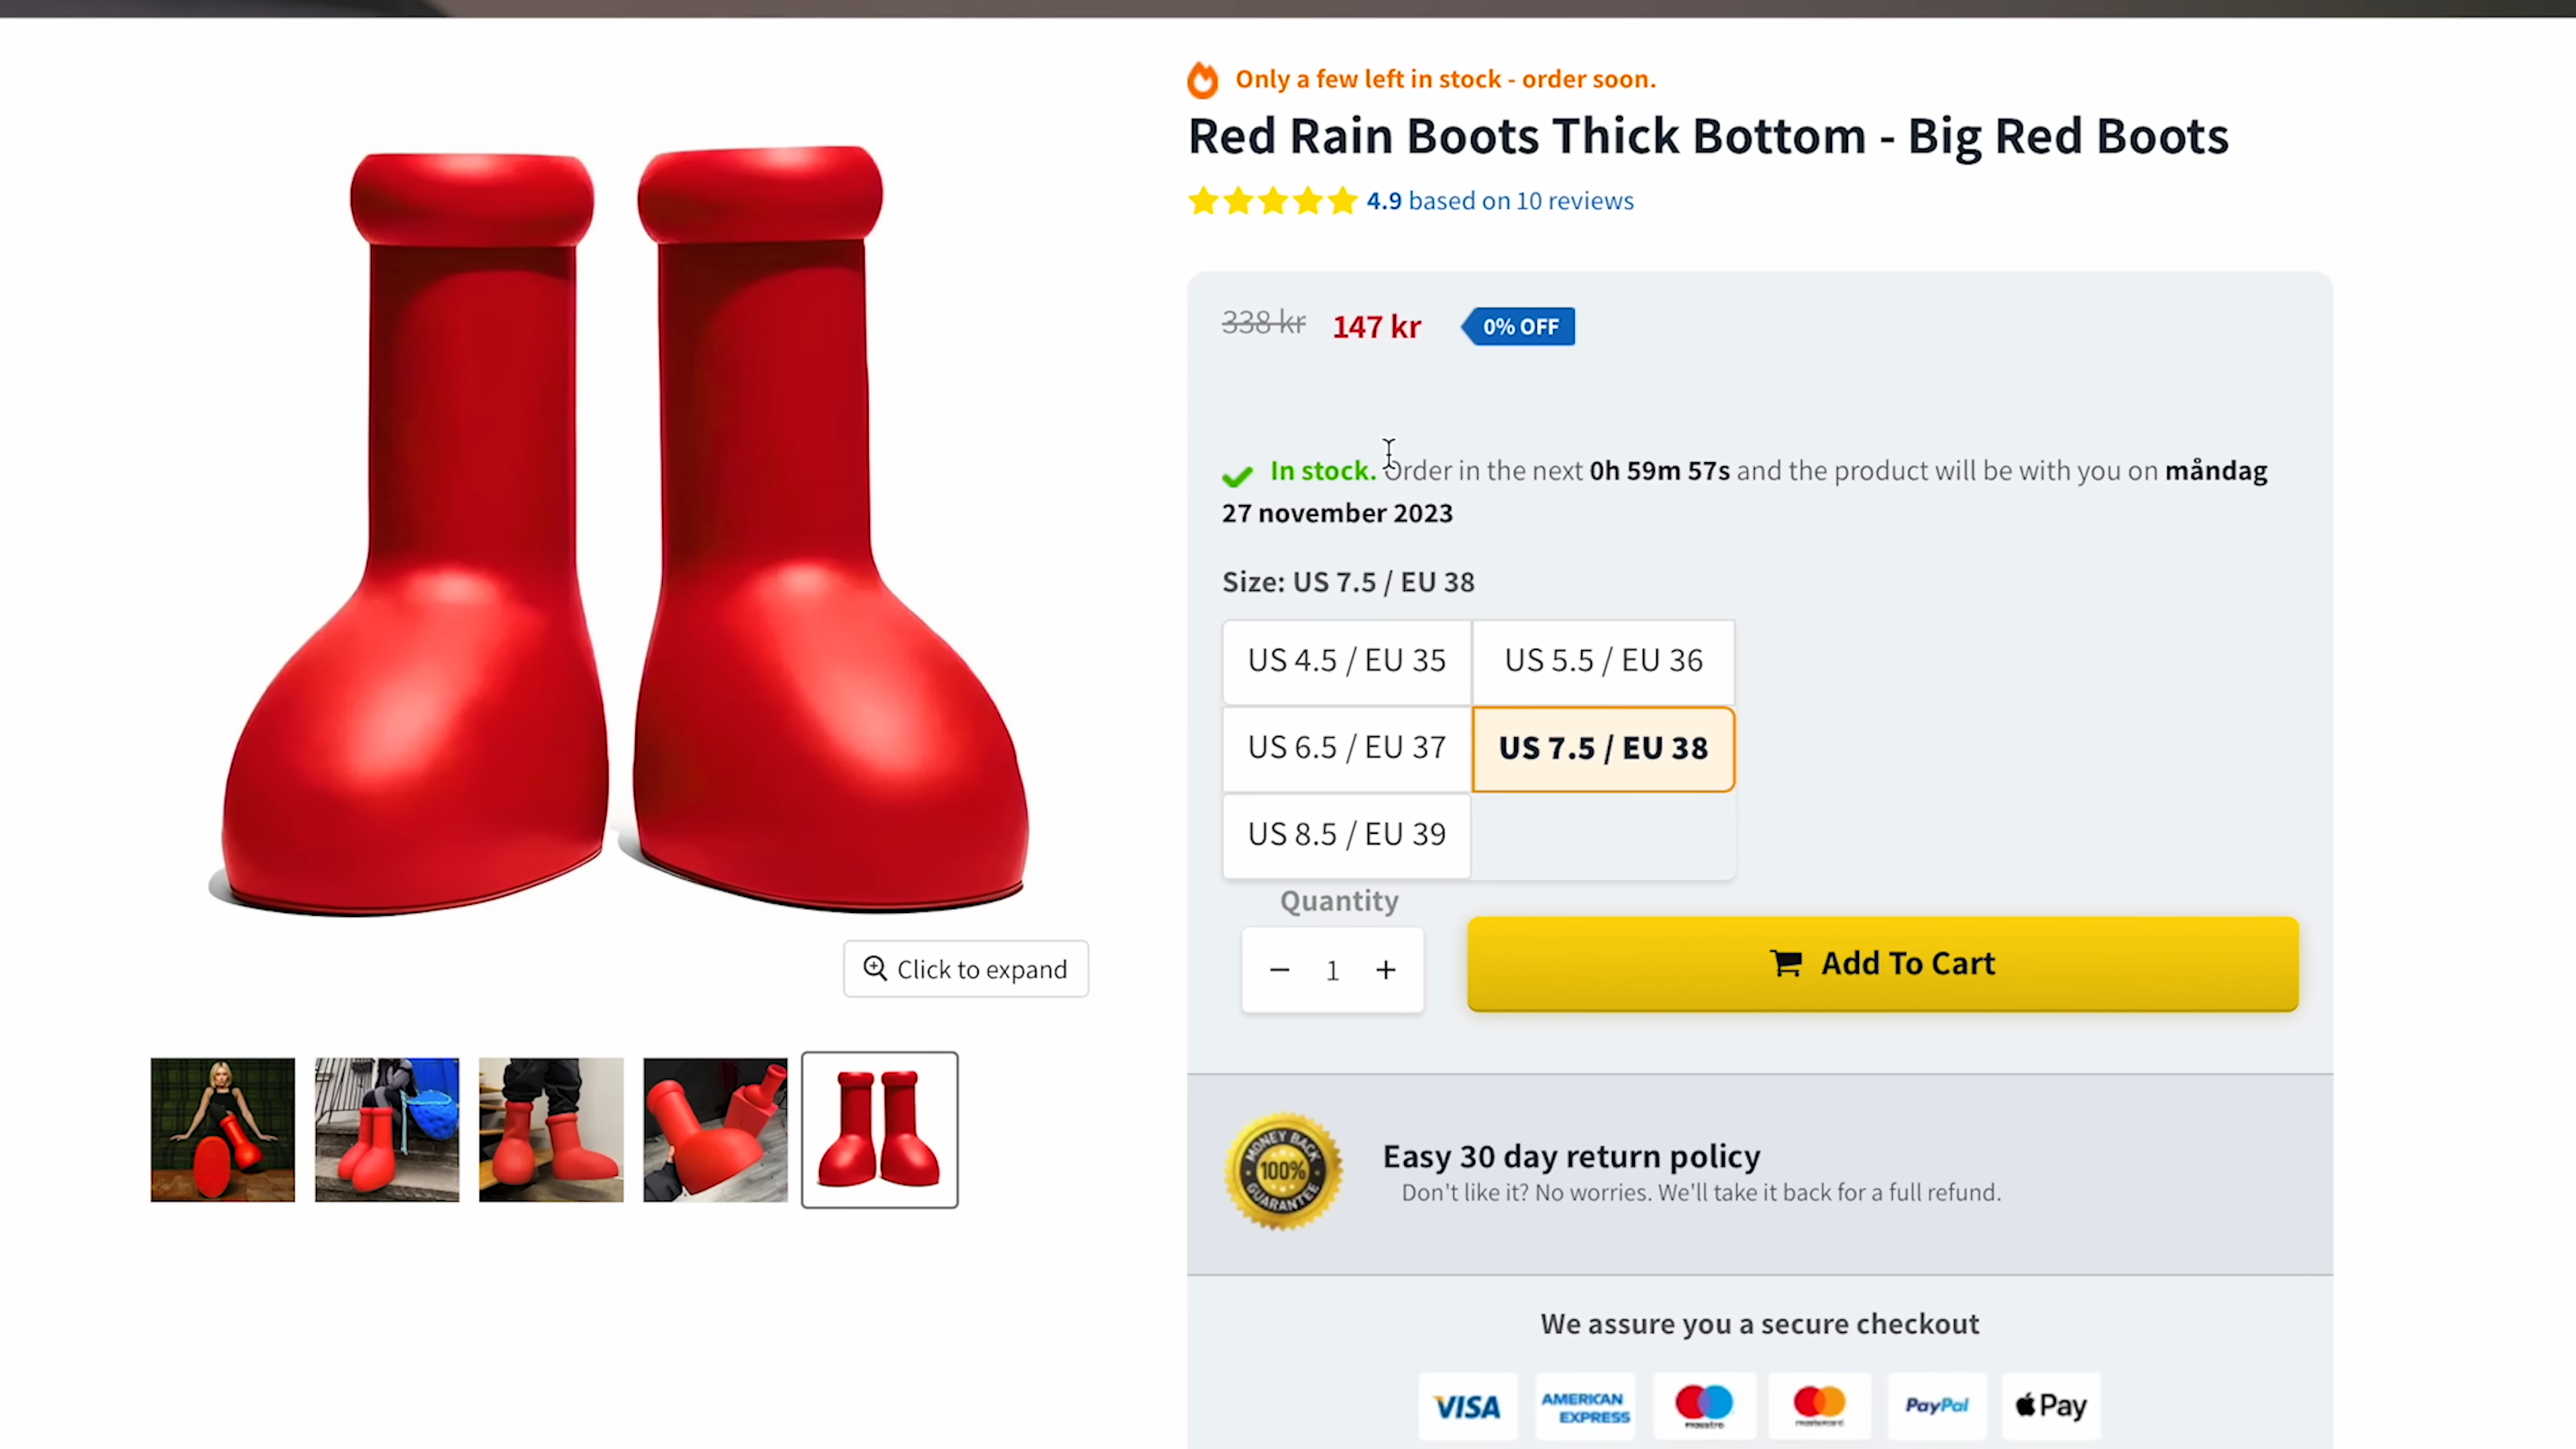 Only a few left in stock - order soon.
Red Rain Boots Thick Bottom - Big Red Boots
4.9 based on 10 reviews
338 kr 147 kr 0% OFF
In stock. Order in the next 0h 59m 57s and the product will be with you on måndag
27 november 2023
Size: US 7.5 / EU 38
US 4.5 / EU 35 US 5.5 / EU 36
US 6.5 / EU 37 US 7.5 / EU 38
US 8.5 / EU 39
Quantity
− 1 + Add To Cart
Click to expand
MONEY BACK
100%
GUARANTEE
Easy 30 day return policy
Don't like it? No worries. We'll take it back for a full refund.
We assure you a secure checkout
VISA AMERICAN EXPRESS maestro mastercard PayPal Pay